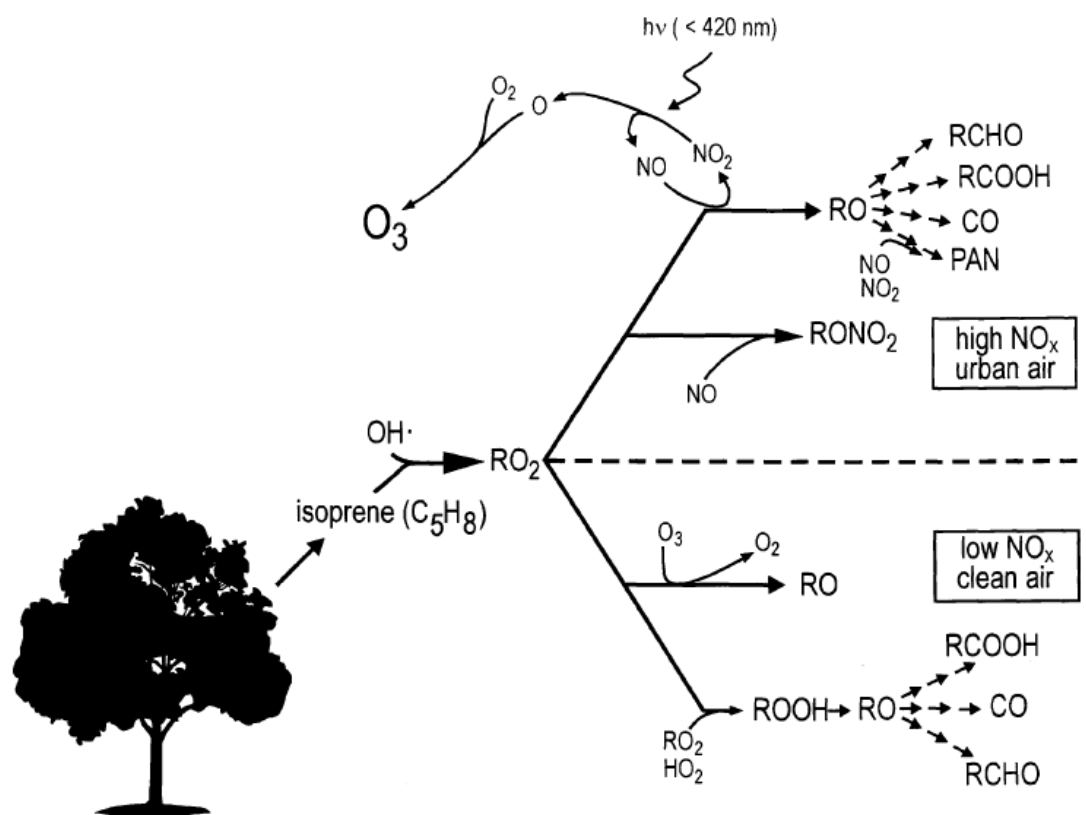 hν ( < 420 nm)
O₂
O
NO
NO₂
O₃
RO
RCHO
RCOOH
CO
PAN
NO
NO₂
RONO₂
NO
high NOₓ
urban air
OH·
RO₂
isoprene (C₅H₈)
O₃
O₂
RO
low NOₓ
clean air
RO₂
HO₂
ROOH
RO
RCOOH
CO
RCHO